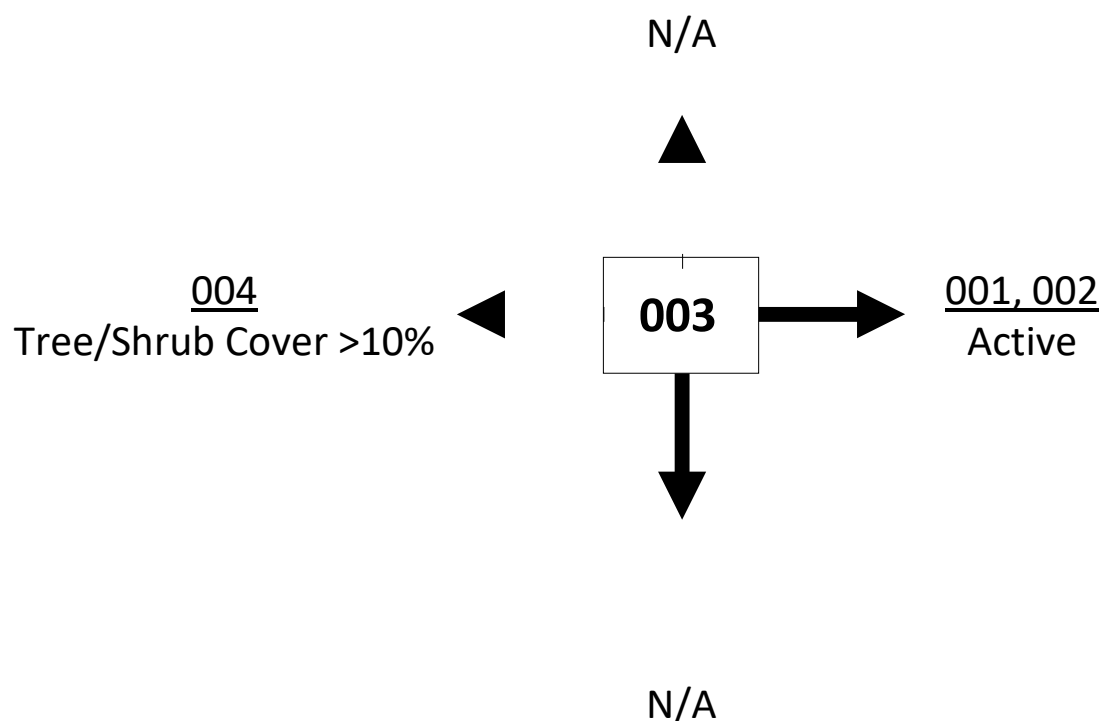 N/A
004
Tree/Shrub Cover >10%
003
001, 002
Active
N/A